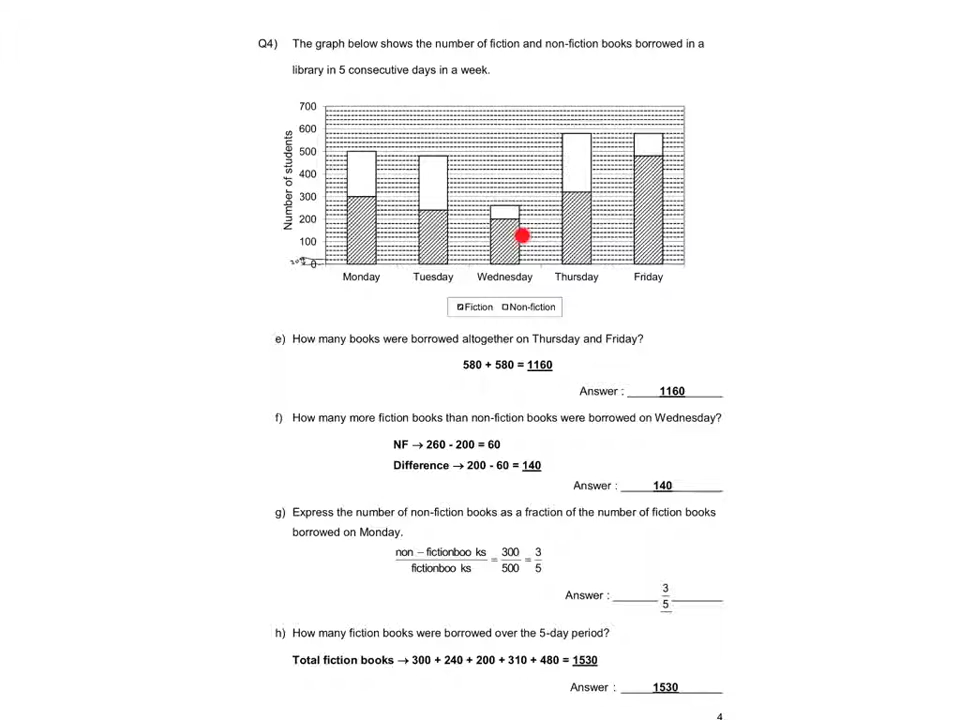 Q4) The graph below shows the number of fiction and non-fiction books borrowed in a
library in 5 consecutive days in a week.
Number of students
700
600
500
400
300
200
100
0
Monday Tuesday Wednesday Thursday Friday
Fiction Non-fiction
e) How many books were borrowed altogether on Thursday and Friday?
580 + 580 = 1160
Answer : 1160
f) How many more fiction books than non-fiction books were borrowed on Wednesday?
NF → 260 - 200 = 60
Difference → 200 - 60 = 140
Answer : 140
g) Express the number of non-fiction books as a fraction of the number of fiction books
borrowed on Monday.
non – fictionboo ks / fictionboo ks = 300 / 500 = 3 / 5
Answer : 3 / 5
h) How many fiction books were borrowed over the 5-day period?
Total fiction books → 300 + 240 + 200 + 310 + 480 = 1530
Answer : 1530
4